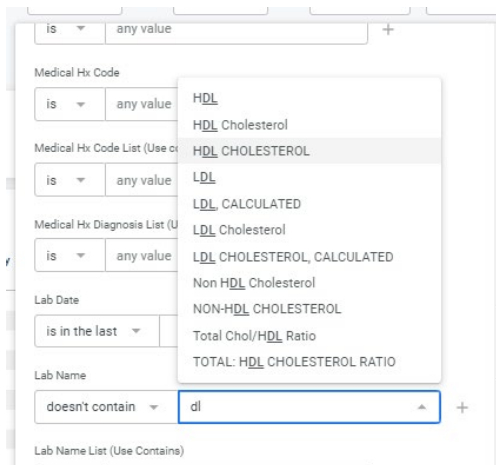 is any value +
Medical Hx Code
is any value
Medical Hx Code List (Use co
is any value
Medical Hx Diagnosis List (U
is any value
y
Lab Date
is in the last
HDL
HDL Cholesterol
HDL CHOLESTEROL
LDL
LDL, CALCULATED
LDL Cholesterol
LDL CHOLESTEROL, CALCULATED
Non HDL Cholesterol
NON-HDL CHOLESTEROL
Total Chol/HDL Ratio
TOTAL: HDL CHOLESTEROL RATIO
Lab Name
doesn't contain dl +
Lab Name List (Use Contains)